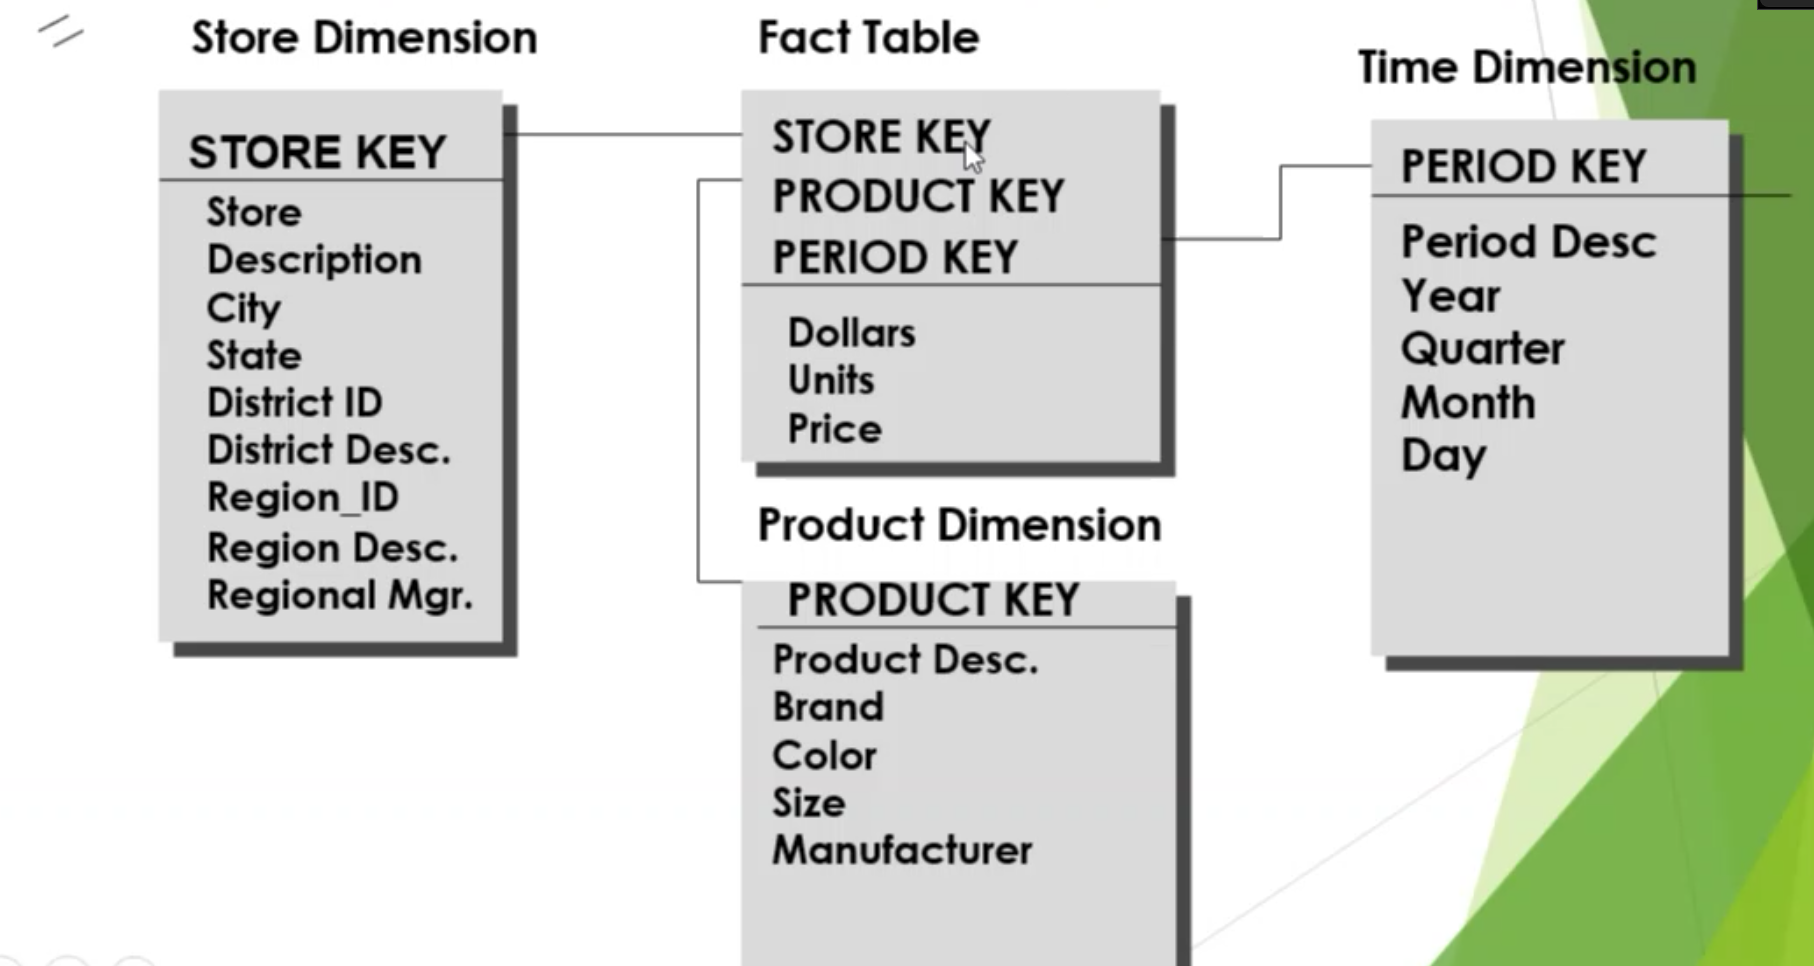 Store Dimension
STORE KEY
Store
Description
City
State
District ID
District Desc.
Region_ID
Region Desc.
Regional Mgr.
Fact Table
STORE KEY
PRODUCT KEY
PERIOD KEY
Dollars
Units
Price
Product Dimension
PRODUCT KEY
Product Desc.
Brand
Color
Size
Manufacturer
Time Dimension
PERIOD KEY
Period Desc
Year
Quarter
Month
Day